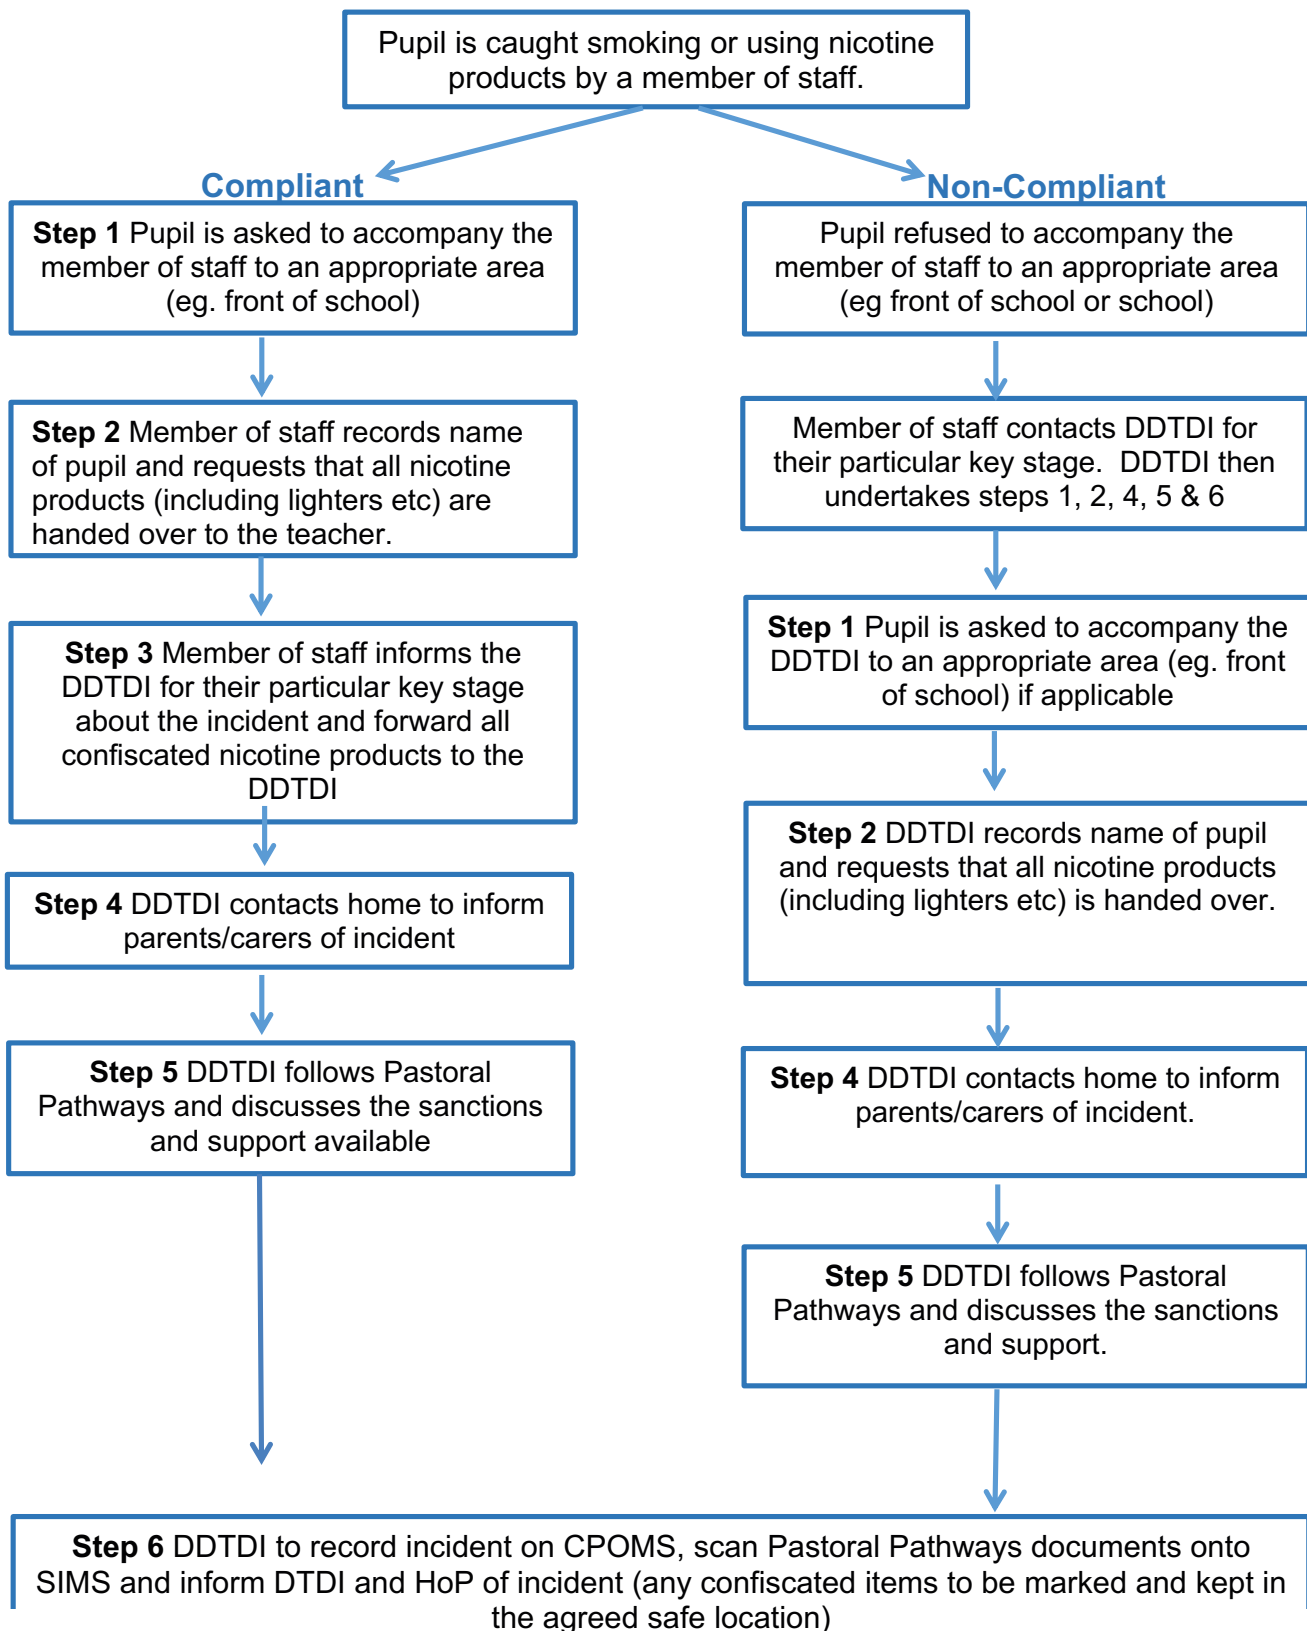 Pupil is caught smoking or using nicotine
products by a member of staff.
Compliant
Step 1 Pupil is asked to accompany the
member of staff to an appropriate area
(eg. front of school)
Step 2 Member of staff records name
of pupil and requests that all nicotine
products (including lighters etc) are
handed over to the teacher.
Step 3 Member of staff informs the
DDTDI for their particular key stage
about the incident and forward all
confiscated nicotine products to the
DDTDI
Step 4 DDTDI contacts home to inform
parents/carers of incident
Step 5 DDTDI follows Pastoral
Pathways and discusses the sanctions
and support available
Non-Compliant
Pupil refused to accompany the
member of staff to an appropriate area
(eg front of school or school)
Member of staff contacts DDTDI for
their particular key stage.  DDTDI then
undertakes steps 1, 2, 4, 5 & 6
Step 1 Pupil is asked to accompany the
DDTDI to an appropriate area (eg. front
of school) if applicable
Step 2 DDTDI records name of pupil
and requests that all nicotine products
(including lighters etc) is handed over.
Step 4 DDTDI contacts home to inform
parents/carers of incident.
Step 5 DDTDI follows Pastoral
Pathways and discusses the sanctions
and support.
Step 6 DDTDI to record incident on CPOMS, scan Pastoral Pathways documents onto
SIMS and inform DTDI and HoP of incident (any confiscated items to be marked and kept in
the agreed safe location)